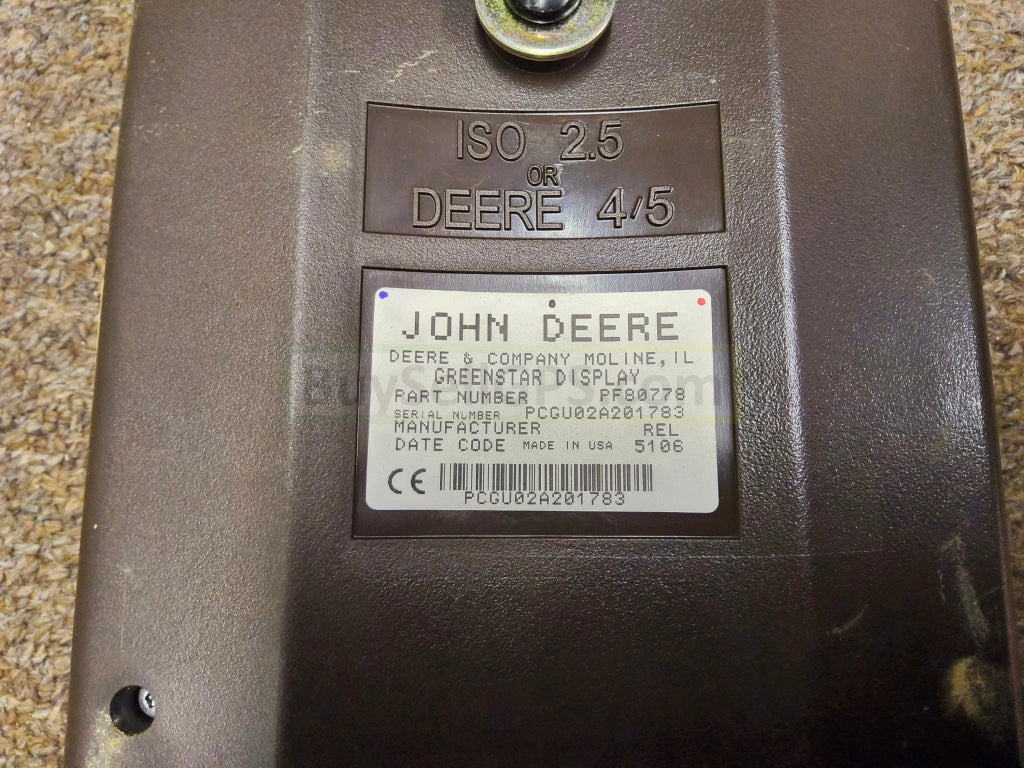 ISO 2.5
OR
DEERE 4/5
JOHN DEERE
DEERE & COMPANY MOLINE, IL
GREENSTAR DISPLAY
PART NUMBER PF80778
SERIAL NUMBER PCGU02A201783
MANUFACTURER REL
DATE CODE MADE IN USA 5106
CE
PCGU02A201783